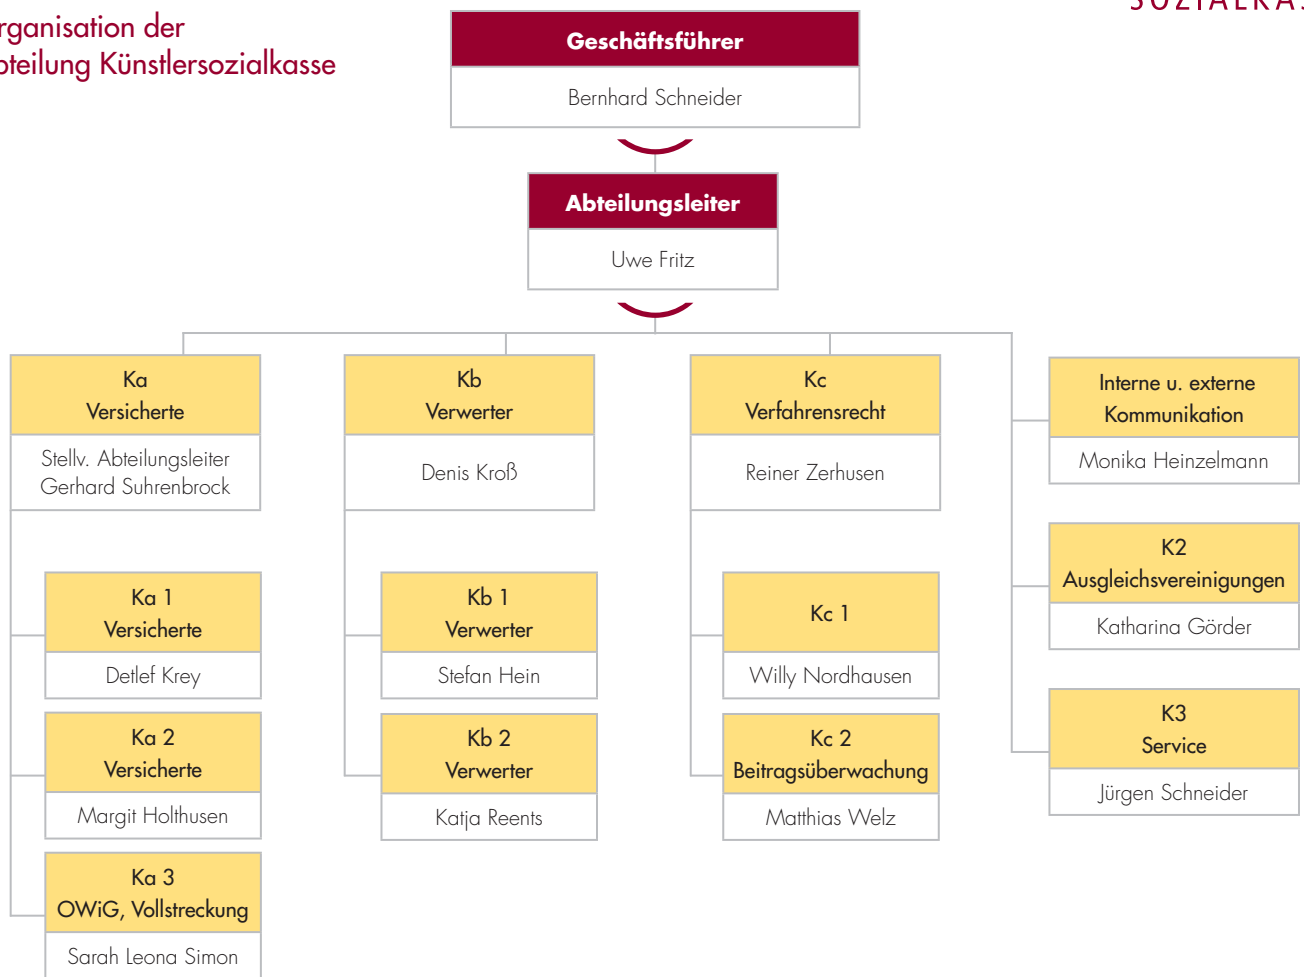 rganisation der
bteilung Künstlersozialkasse
SOZIALKAS
Geschäftsführer
Bernhard Schneider
Abteilungsleiter
Uwe Fritz
Ka
Versicherte
Stellv. Abteilungsleiter
Gerhard Suhrenbrock
Ka 1
Versicherte
Detlef Krey
Ka 2
Versicherte
Margit Holthusen
Ka 3
OWiG, Vollstreckung
Sarah Leona Simon
Kb
Verwerter
Denis Kroß
Kb 1
Verwerter
Stefan Hein
Kb 2
Verwerter
Katja Reents
Kc
Verfahrensrecht
Reiner Zerhusen
Kc 1
Willy Nordhausen
Kc 2
Beitragsüberwachung
Matthias Welz
Interne u. externe
Kommunikation
Monika Heinzelmann
K2
Ausgleichsvereinigungen
Katharina Görder
K3
Service
Jürgen Schneider